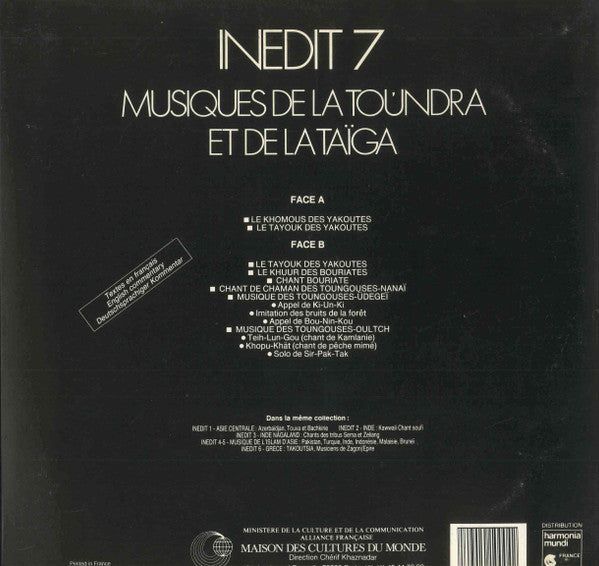 INEDIT 7
MUSIQUES DE LA TOUNDRA
ET DE LA TAÏGA
FACE A
■ LE KHOMOUS DES YAKOUTES
■ LE TAYOUK DES YAKOUTES
FACE B
■ LE TAYOUK DES YAKOUTES
■ LE KHUUR DES BOURIATES
■ CHANT BOURIATE
■ CHANT DE CHAMAN DES TOUNGOUSES-NANAÏ
■ MUSIQUE DES TOUNGOUSES-ÜDEGEÏ
● Appel de Ki-Un-Ki
● Imitation des bruits de la forêt
● Appel de Bou-Nin-Kou
■ MUSIQUE DES TOUNGOUSES-OULTCH
● Teih-Lun-Gou (chant de Kamlanie)
● Khopu-Khät (chant de pêche mimé)
● Solo de Sir-Pak-Tak
Textes en français
English commentary
Deutschsprachiger Kommentar
Dans la même collection :
INEDIT 1 - ASIE CENTRALE : Azerbaïdjan, Touva et Bachkirie INEDIT 2 - INDE : Kawwali Chant soufi
INEDIT 3 - INDE NAGALAND : Chants des tribus Sema et Zeliang
INEDIT 4-5 - MUSIQUE DE L'ISLAM D'ASIE : Pakistan, Turquie, Inde, Indonésie, Malaisie, Brunei
INEDIT 6 - GRECE : TAKOUTSIA, Musiciens de Zagori/Epire
MINISTERE DE LA CULTURE ET DE LA COMMUNICATION
ALLIANCE FRANÇAISE
MAISON DES CULTURES DU MONDE
Direction Chérif Khaznadar
DISTRIBUTION
harmonia
mundi
FRANCE
Printed in France